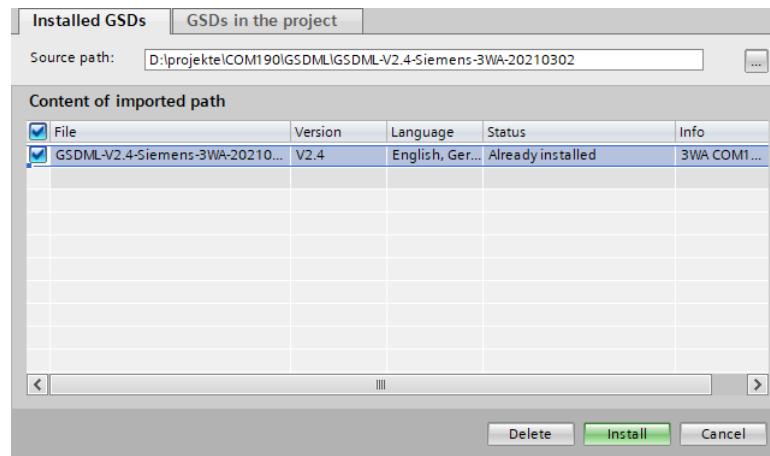 Installed GSDs GSDs in the project
Source path: D:\projekte\COM190\GSDML\GSDML-V2.4-Siemens-3WA-20210302 ...
Content of imported path
File Version Language Status Info
GSDML-V2.4-Siemens-3WA-20210... V2.4 English, Ger... Already installed 3WA COM1...
Delete Install Cancel